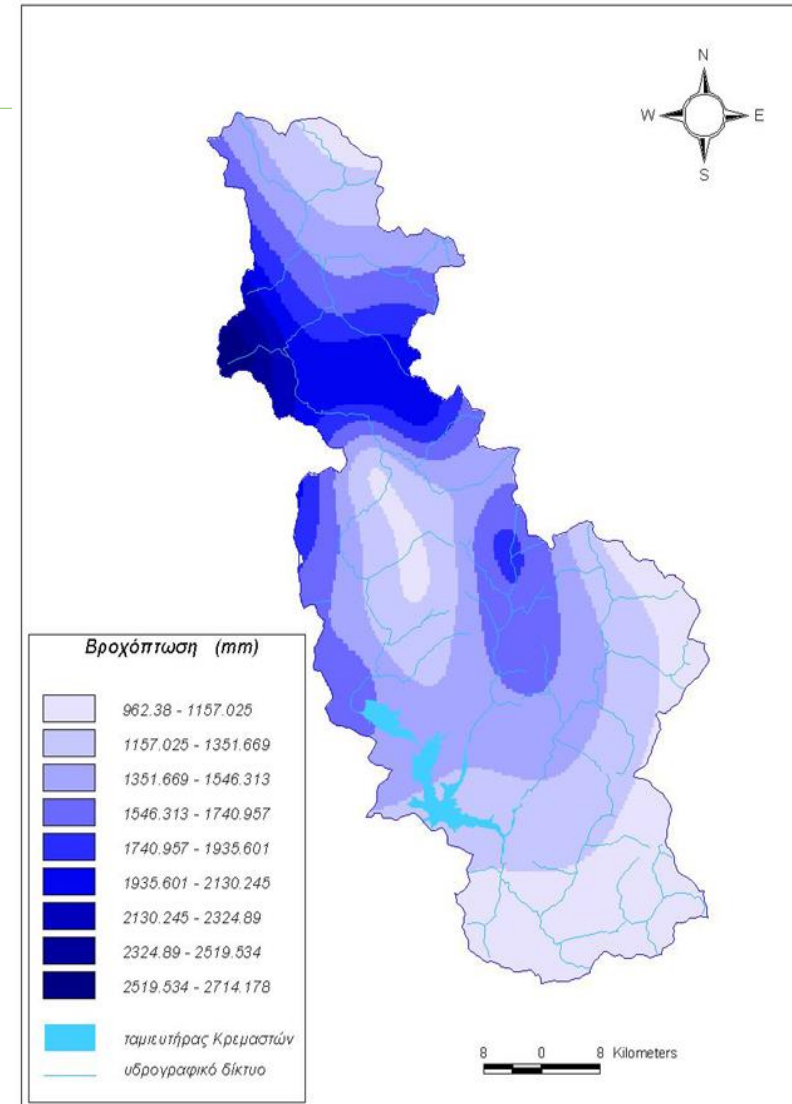 N
W E
S
Βροχόπτωση (mm)
962.38 - 1157.025
1157.025 - 1351.669
1351.669 - 1546.313
1546.313 - 1740.957
1740.957 - 1935.601
1935.601 - 2130.245
2130.245 - 2324.89
2324.89 - 2519.534
2519.534 - 2714.178
ταμιευτήρας Κρεμαστών
υδρογραφικό δίκτυο
8 0 8 Kilometers